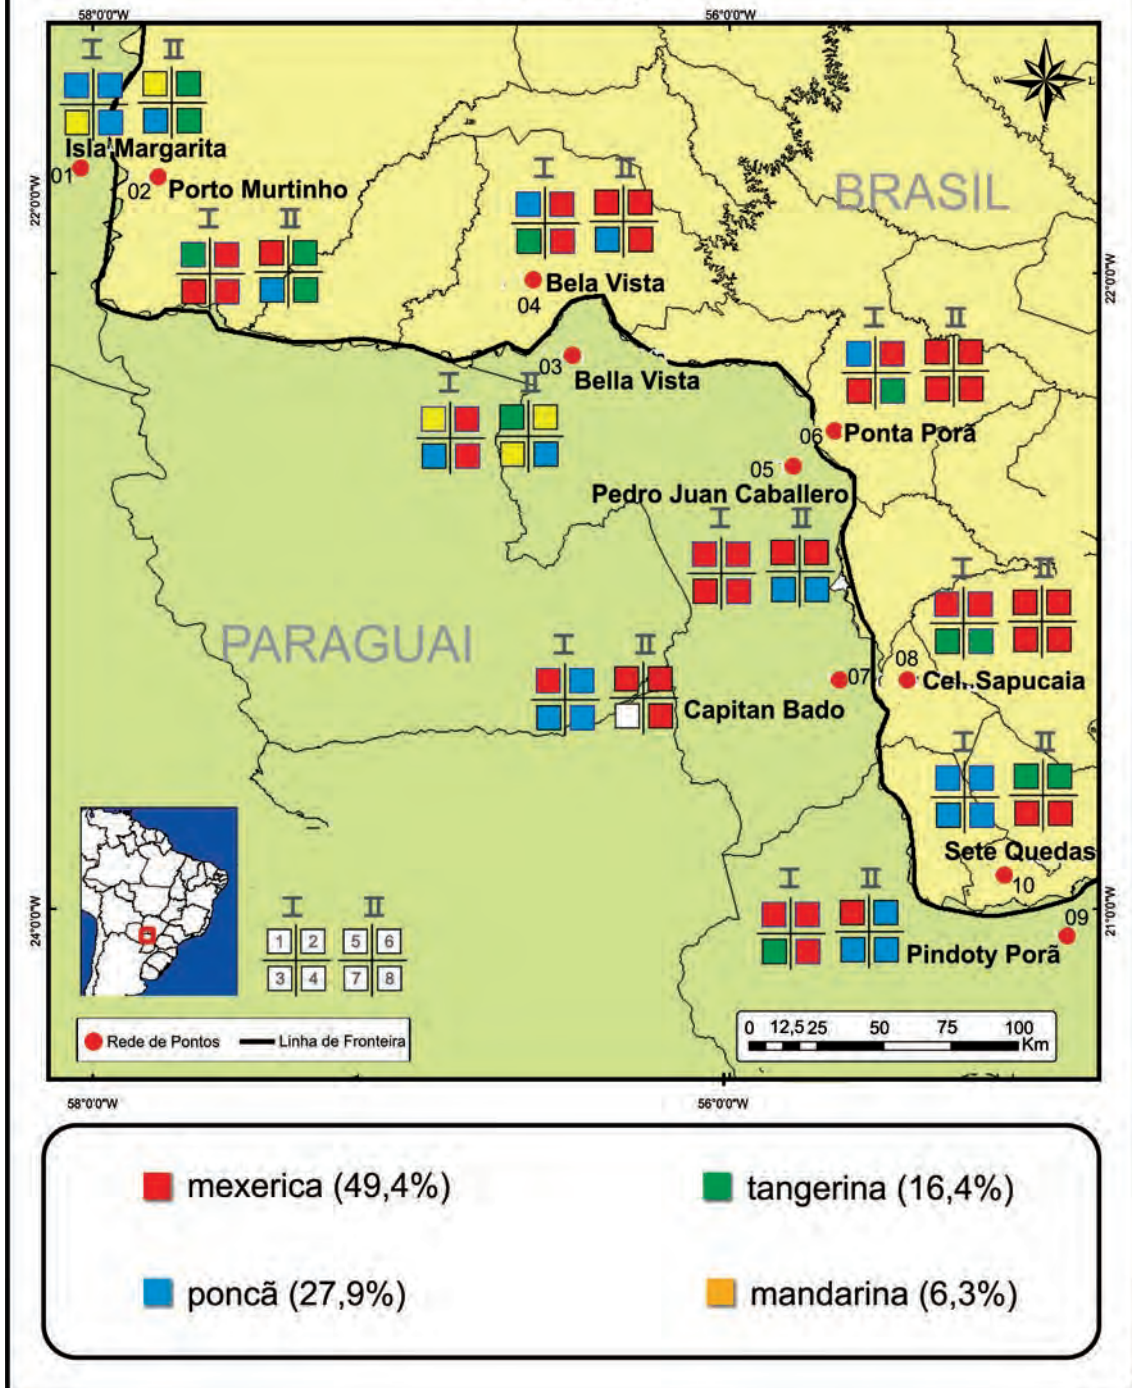 58°0'0"W 56°0'0"W
I II
Isla Margarita
01
02 Porto Murtinho
I II
I II
BRASIL
W L
22°0'0"W
22°0'0"W
Bela Vista
04
03
Bella Vista
I II
I II
06 Ponta Porã
05
Pedro Juan Caballero
I II
I II
PARAGUAI
I II
07
08
Cel. Sapucaia
Capitan Bado
I II
Sete Quedas
10
09
I II
Pindoty Porã
24°0'0"W
21°0'0"W
I II
1 2 5 6
3 4 7 8
Rede de Pontos Linha de Fronteira
0 12,5 25 50 75 100
Km
58°0'0"W 56°0'0"W
mexerica (49,4%) tangerina (16,4%)
poncã (27,9%) mandarina (6,3%)